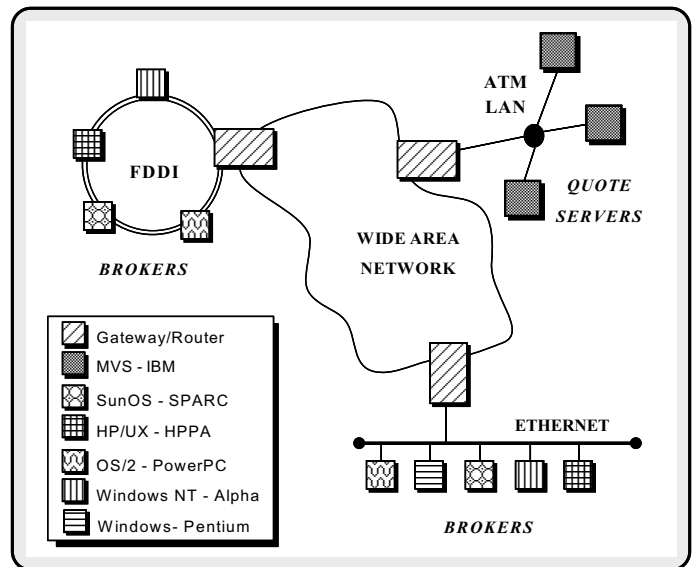 ATM
LAN
FDDI
QUOTE
SERVERS
WIDE AREA
NETWORK
BROKERS
Gateway/Router
MVS - IBM
SunOS - SPARC
HP/UX - HPPA
OS/2 - PowerPC
Windows NT - Alpha
Windows- Pentium
ETHERNET
BROKERS